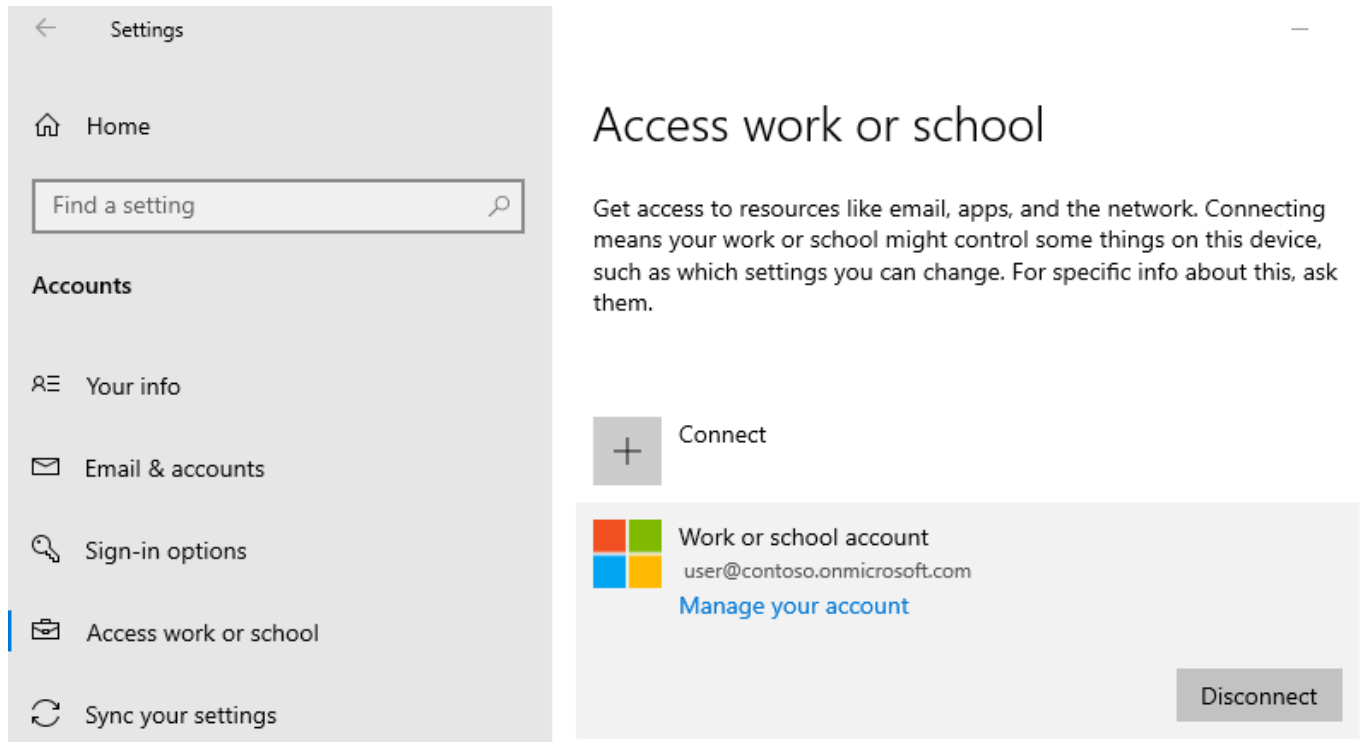 Settings
Home
Find a setting
Accounts
Your info
Email & accounts
Sign-in options
Access work or school
Sync your settings
Access work or school
Get access to resources like email, apps, and the network. Connecting
means your work or school might control some things on this device,
such as which settings you can change. For specific info about this, ask
them.
Connect
Work or school account
user@contoso.onmicrosoft.com
Manage your account
Disconnect